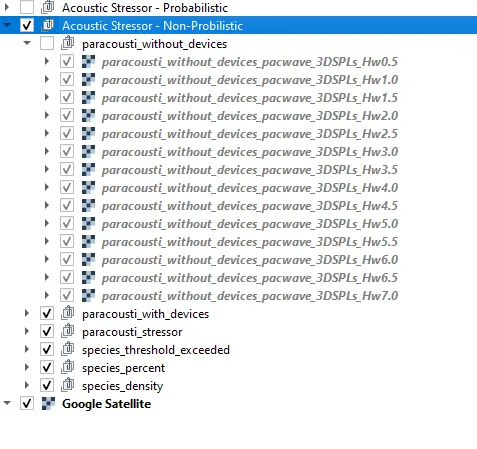 Acoustic Stressor - Probabilistic
Acoustic Stressor - Non-Probilistic
paracousti_without_devices
paracousti_without_devices_pacwave_3DSPLs_Hw0.5
paracousti_without_devices_pacwave_3DSPLs_Hw1.0
paracousti_without_devices_pacwave_3DSPLs_Hw1.5
paracousti_without_devices_pacwave_3DSPLs_Hw2.0
paracousti_without_devices_pacwave_3DSPLs_Hw2.5
paracousti_without_devices_pacwave_3DSPLs_Hw3.0
paracousti_without_devices_pacwave_3DSPLs_Hw3.5
paracousti_without_devices_pacwave_3DSPLs_Hw4.0
paracousti_without_devices_pacwave_3DSPLs_Hw4.5
paracousti_without_devices_pacwave_3DSPLs_Hw5.0
paracousti_without_devices_pacwave_3DSPLs_Hw5.5
paracousti_without_devices_pacwave_3DSPLs_Hw6.0
paracousti_without_devices_pacwave_3DSPLs_Hw6.5
paracousti_without_devices_pacwave_3DSPLs_Hw7.0
paracousti_with_devices
paracousti_stressor
species_threshold_exceeded
species_percent
species_density
Google Satellite